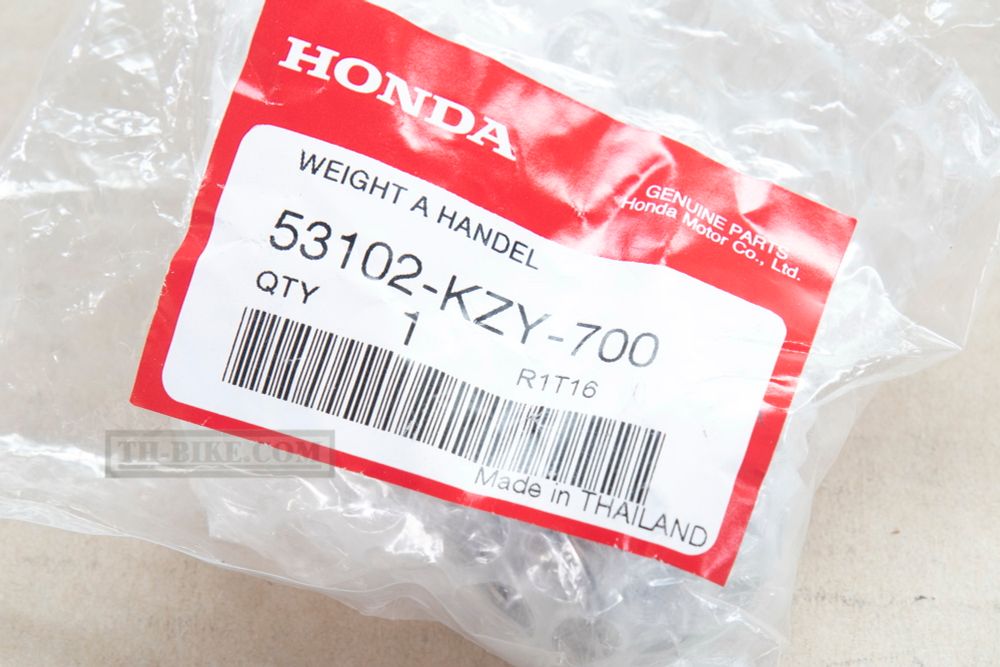 HONDA
GENUINE PARTS
Honda Motor Co., Ltd.
WEIGHT A HANDEL
53102-KZY-700
QTY 1
R1T16
Made in THAILAND
TH-BIKE.COM